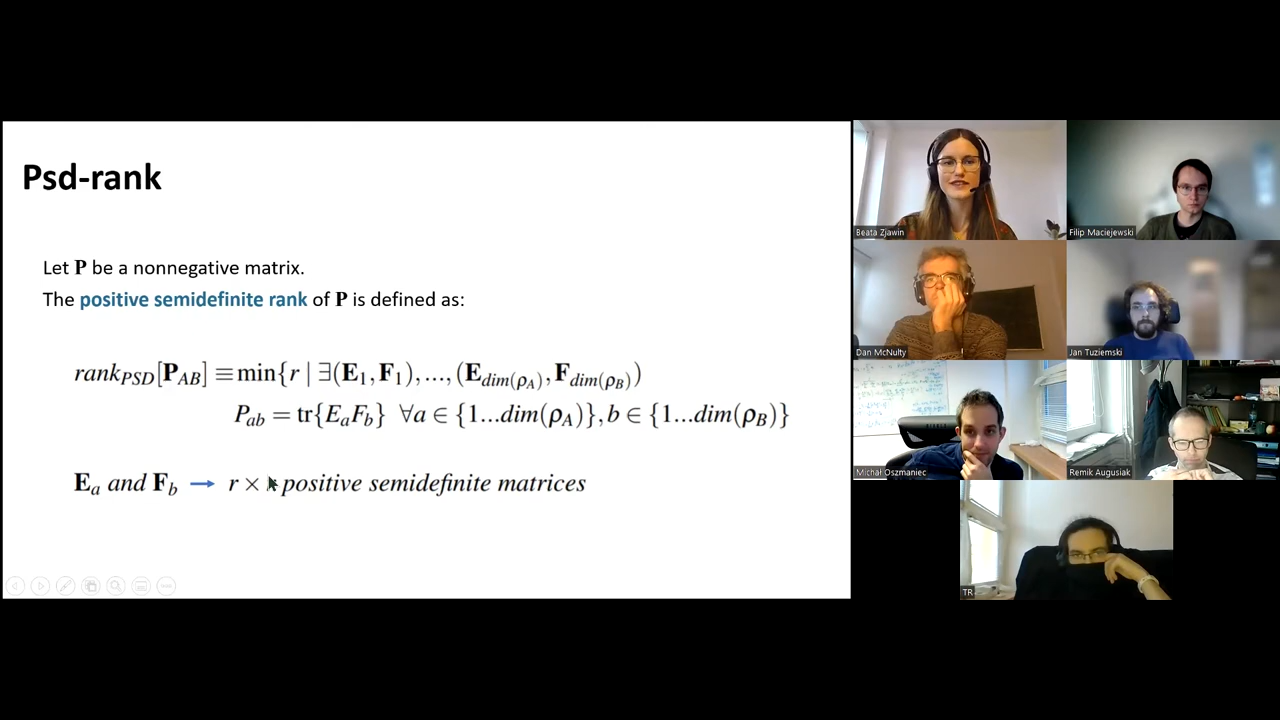 Psd-rank
Let P be a nonnegative matrix.
The positive semidefinite rank of P is defined as:
rank_PSD[P_AB] ≡ min{r | ∃(E_1, F_1), ..., (E_dim(ρ_A), F_dim(ρ_B))
P_ab = tr{E_a F_b} ∀a ∈ {1...dim(ρ_A)}, b ∈ {1...dim(ρ_B)}
E_a and F_b → r × positive semidefinite matrices
Beata Zjawin
Filip Maciejewski
Dan McNulty
Jan Tuziemski
Michał Oszmaniec
Remik Augusiak
TR